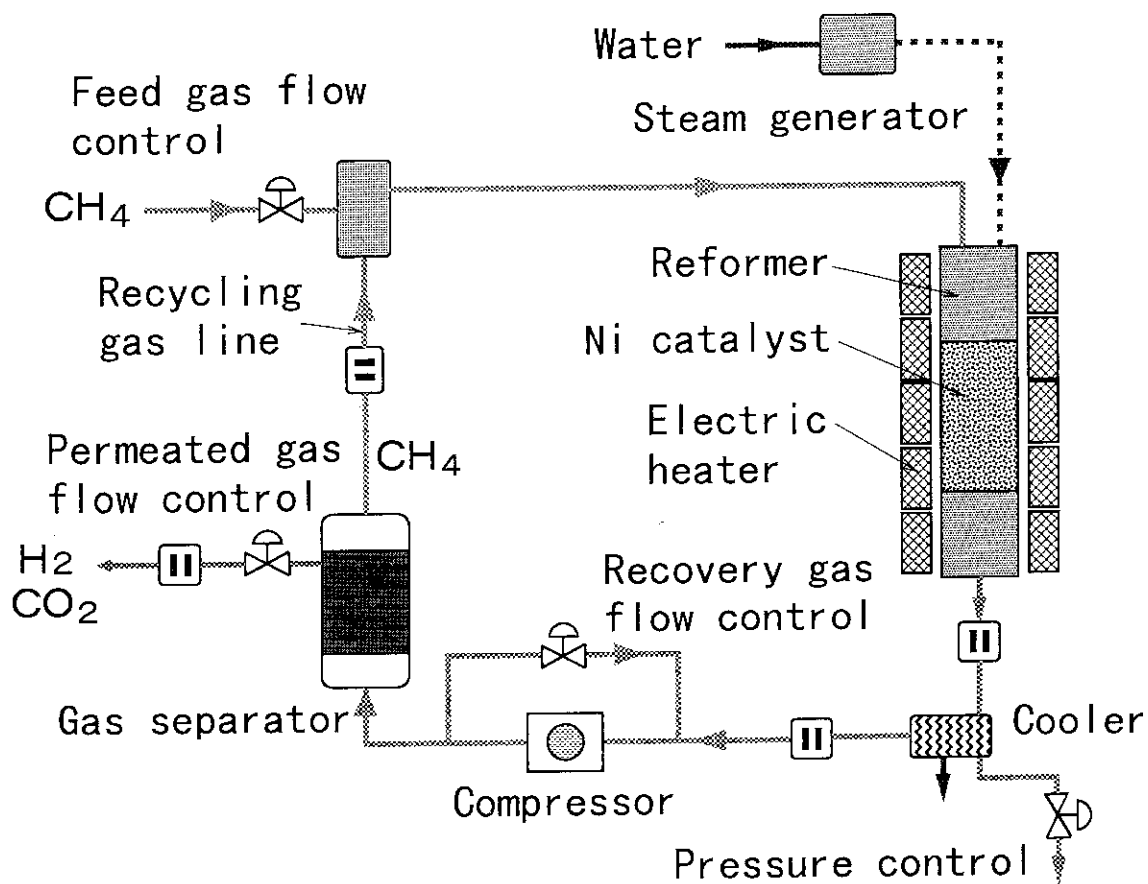 Water
Steam generator
Feed gas flow
control
CH4
Recycling
gas line
Reformer
Ni catalyst
Electric
heater
Permeated gas
flow control
CH4
H2
CO2
Recovery gas
flow control
Gas separator
Cooler
Compressor
Pressure control